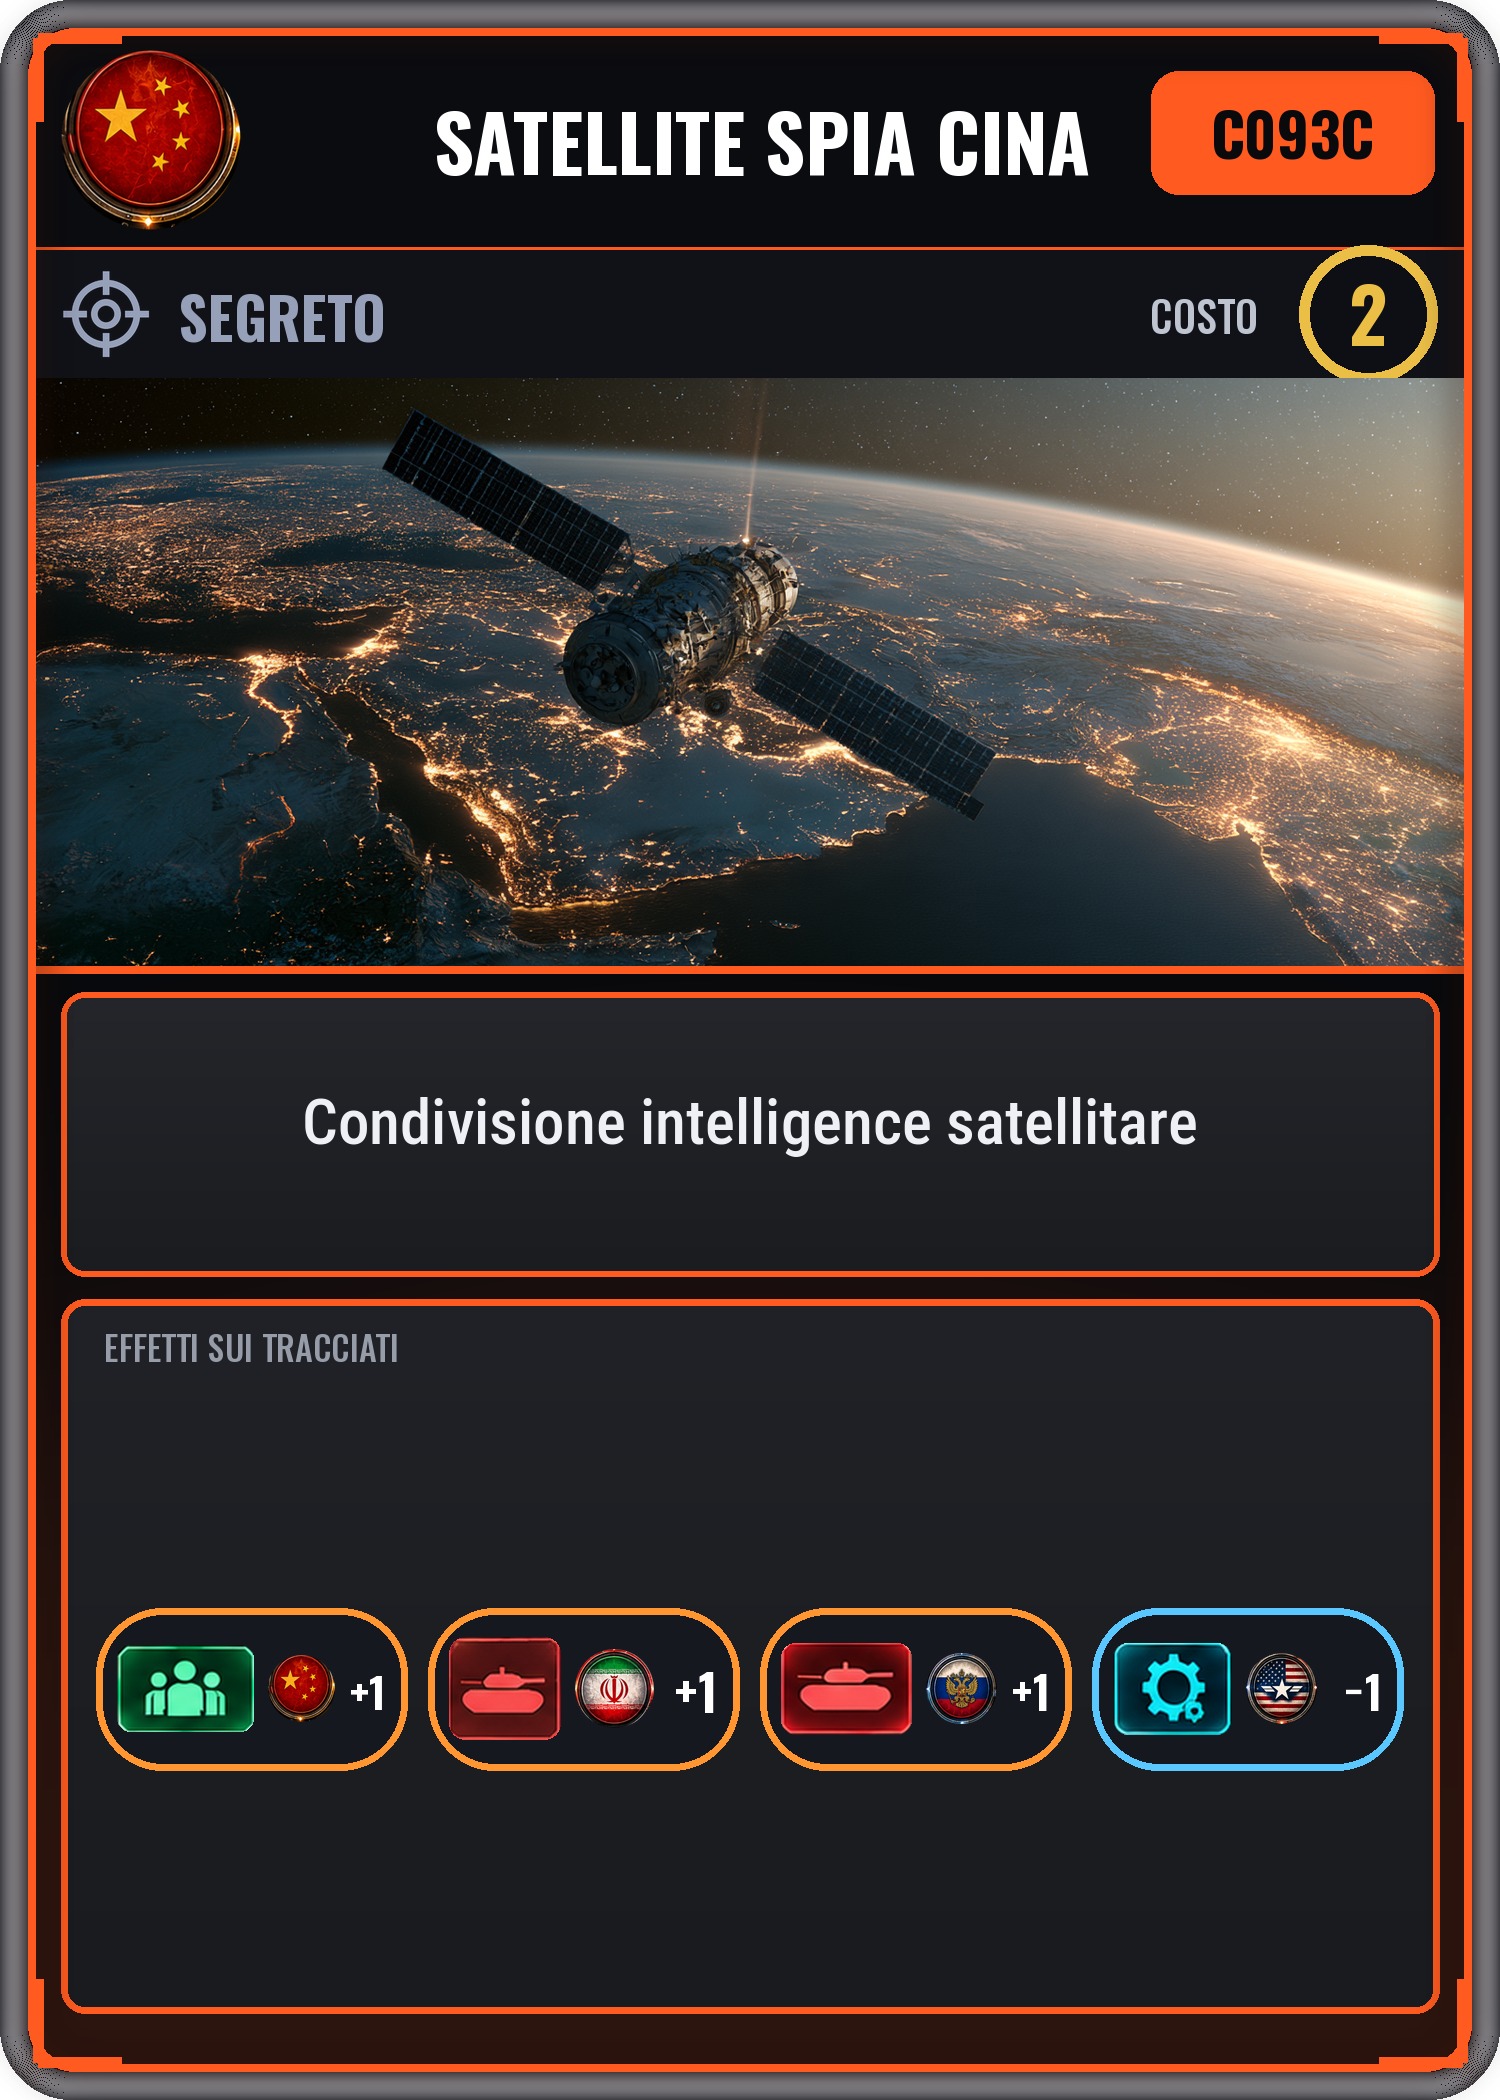 SATELLITE SPIA CINA
C093C
SEGRETO
COSTO
2
Condivisione intelligence satellitare
EFFETTI SUI TRACCIATI
+1
+1
+1
-1